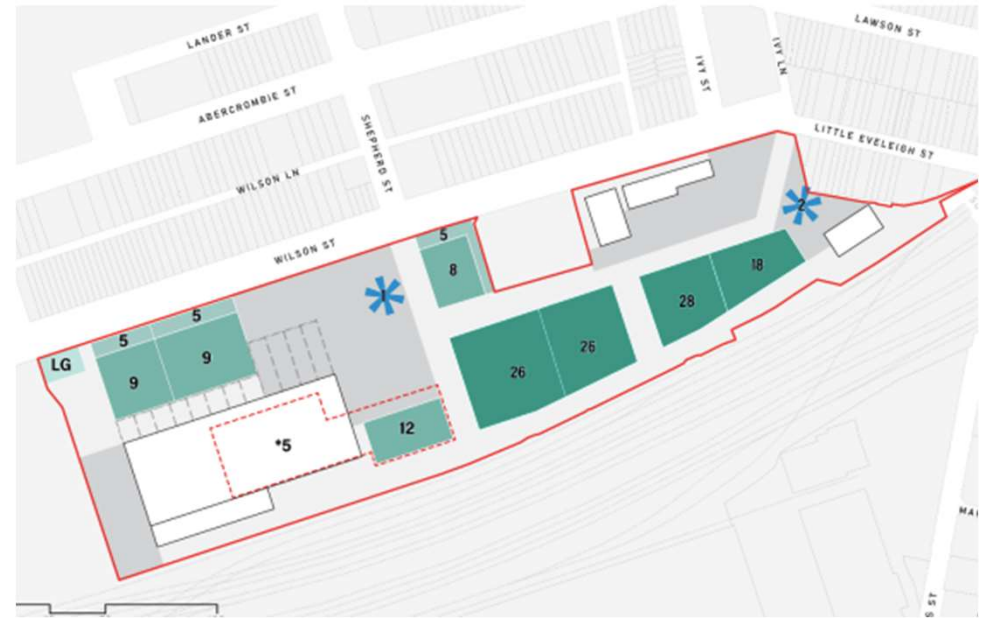 LANDER ST
LAWSON ST
IVY LN
IVY ST
ABERCROMBIE ST
SHEPHERD ST
LITTLE EVELEIGH ST
WILSON LN
WILSON ST
2
5
8
18
1
28
5
5
26
26
LG
9
9
12
*5